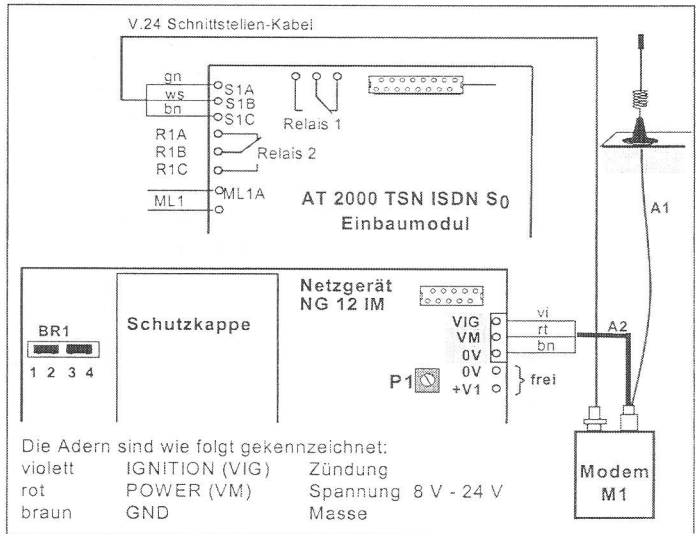 V.24 Schnittstellen-Kabel
gn
ws
bn
S1A
S1B
S1C
Relais 1
R1A
R1B
R1C
Relais 2
ML1
ML1A
AT 2000 TSN ISDN S0
Einbaumodul
A1
Netzgerät
NG 12 IM
BR1
1 2 3 4
Schutzkappe
VIG
VM
0V
0V
+V1
vi
rt
bn
A2
P1
frei
Die Adern sind wie folgt gekennzeichnet:
violett IGNITION (VIG) Zündung
rot POWER (VM) Spannung 8 V - 24 V
braun GND Masse
Modem
M1